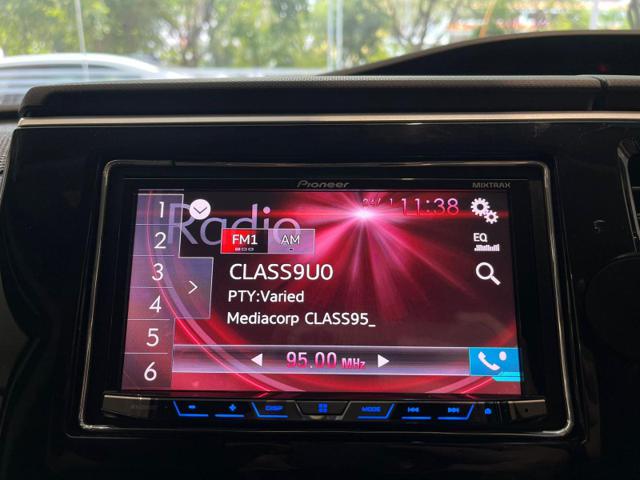 Pioneer MIXTRAX
1 Radio 11:38
2 FM1 AM EQ
3 CLASS9U0
PTY:Varied
4 Mediacorp CLASS95_
5
95.00 MHz
6
DISP MODE